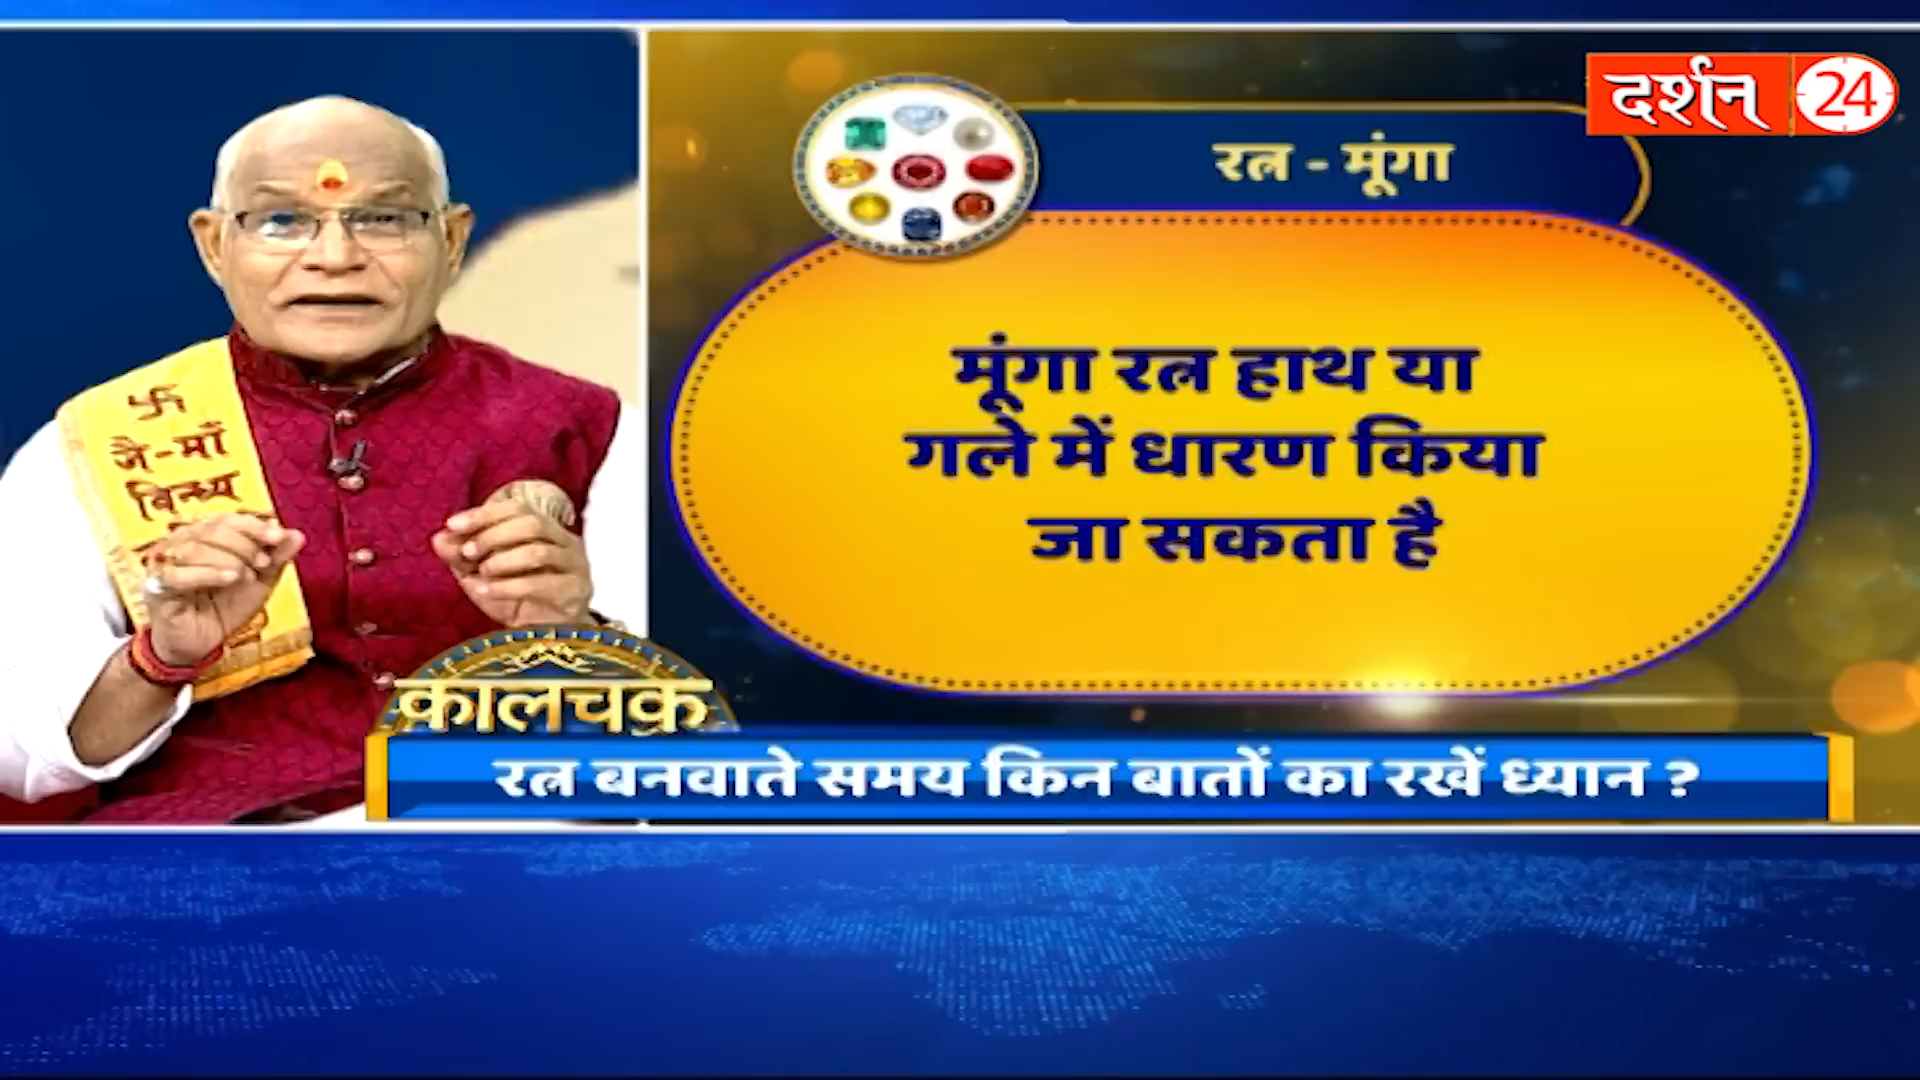 दर्शन 24
रत्न - मूंगा
मूंगा रत्न हाथ या
गले में धारण किया
जा सकता है
जै-माँ
विन्ध्य
कालचक्र
रत्न बनवाते समय किन बातों का रखें ध्यान ?